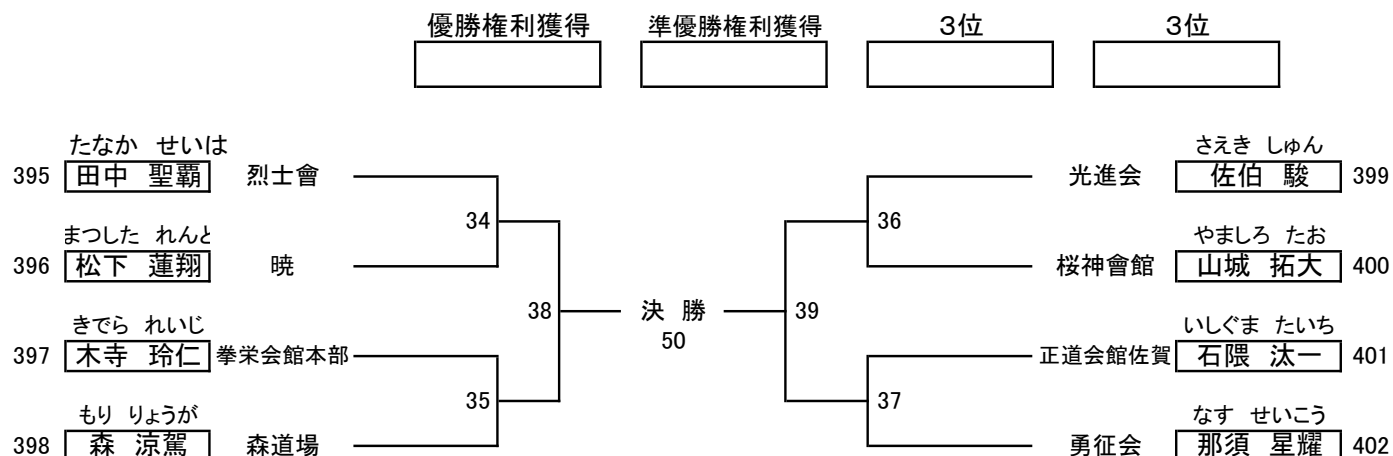 優勝権利獲得 準優勝権利獲得 3位 3位
たなか せいは さえき しゅん
395 田中 聖覇 烈士會 光進会 佐伯 駿 399
34 36
まつした れんと やましろ たお
396 松下 蓮翔 暁 桜神會館 山城 拓大 400
38 決 勝 39
50
きでら れいじ いしぐま たいち
397 木寺 玲仁 拳栄会館本部 正道会館佐賀 石隈 汰一 401
35 37
もり りょうが なす せいこう
398 森 涼駕 森道場 勇征会 那須 星耀 402